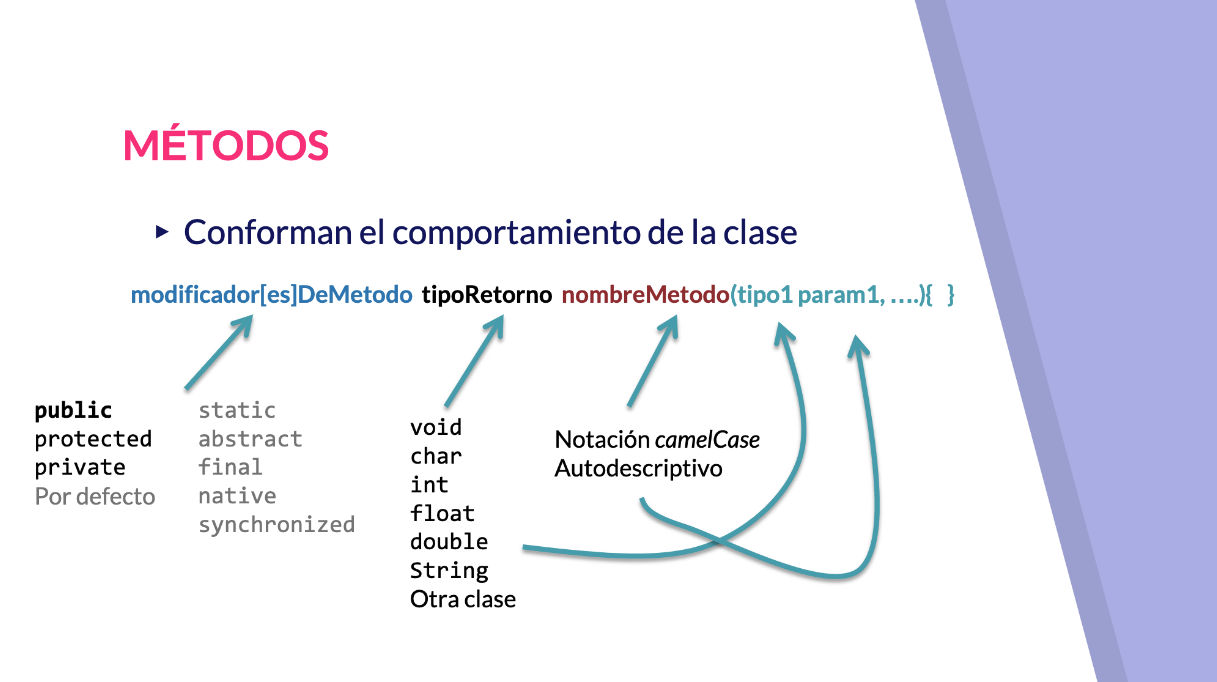 MÉTODOS
▸ Conforman el comportamiento de la clase
modificador[es]DeMetodo tipoRetorno nombreMetodo(tipo1 param1, ….){ }
public
protected
private
Por defecto
static
abstract
final
native
synchronized
void
char
int
float
double
String
Otra clase
Notación camelCase
Autodescriptivo